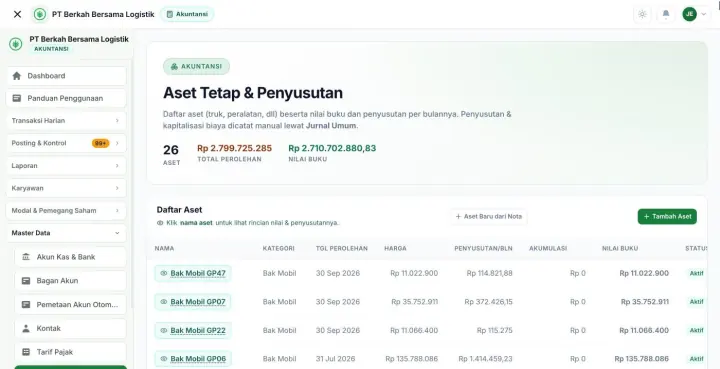 PT Berkah Bersama Logistik
Akuntansi
JE
PT Berkah Bersama Logistik
AKUNTANSI
Dashboard
Panduan Penggunaan
Transaksi Harian
Posting & Kontrol
99+
Laporan
Karyawan
Modal & Pemegang Saham
Master Data
Akun Kas & Bank
Bagan Akun
Pemetaan Akun Otom...
Kontak
Tarif Pajak
AKUNTANSI
Aset Tetap & Penyusutan
Daftar aset (truk, peralatan, dll) beserta nilai buku dan penyusutan per bulannya. Penyusutan &
kapitalisasi biaya dicatat manual lewat Jurnal Umum.
26 Rp 2.799.725.285 Rp 2.710.702.880,83
ASET TOTAL PEROLEHAN NILAI BUKU
Daftar Aset
Klik nama aset untuk lihat rincian nilai & penyusutannya.
+ Aset Baru dari Nota
+ Tambah Aset
NAMA KATEGORI TGL PEROLEHAN HARGA PENYUSUTAN/BLN AKUMULASI NILAI BUKU STATUS
Bak Mobil GP47 Bak Mobil 30 Sep 2026 Rp 11.022.900 Rp 114.821,88 Rp 0 Rp 11.022.900 Aktif
Bak Mobil GP07 Bak Mobil 30 Sep 2026 Rp 35.752.911 Rp 372.426,15 Rp 0 Rp 35.752.911 Aktif
Bak Mobil GP22 Bak Mobil 30 Sep 2026 Rp 11.066.400 Rp 115.275 Rp 0 Rp 11.066.400 Aktif
Bak Mobil GP06 Bak Mobil 31 Jul 2026 Rp 135.788.086 Rp 1.414.459,23 Rp 0 Rp 135.788.086 Aktif